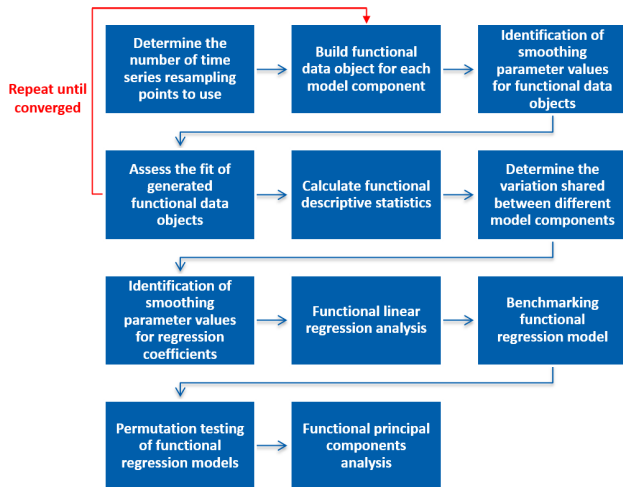 Determine the
number of time
series resampling
points to use
Build functional
data object for each
model component
Identification of
smoothing
parameter values
for functional data
objects
Repeat until
converged
Assess the fit of
generated
functional data
objects
Calculate functional
descriptive statistics
Determine the
variation shared
between different
model components
Identification of
smoothing
parameter values
for regression
coefficients
Functional linear
regression analysis
Benchmarking
functional
regression model
Permutation testing
of functional
regression models
Functional principal
components
analysis